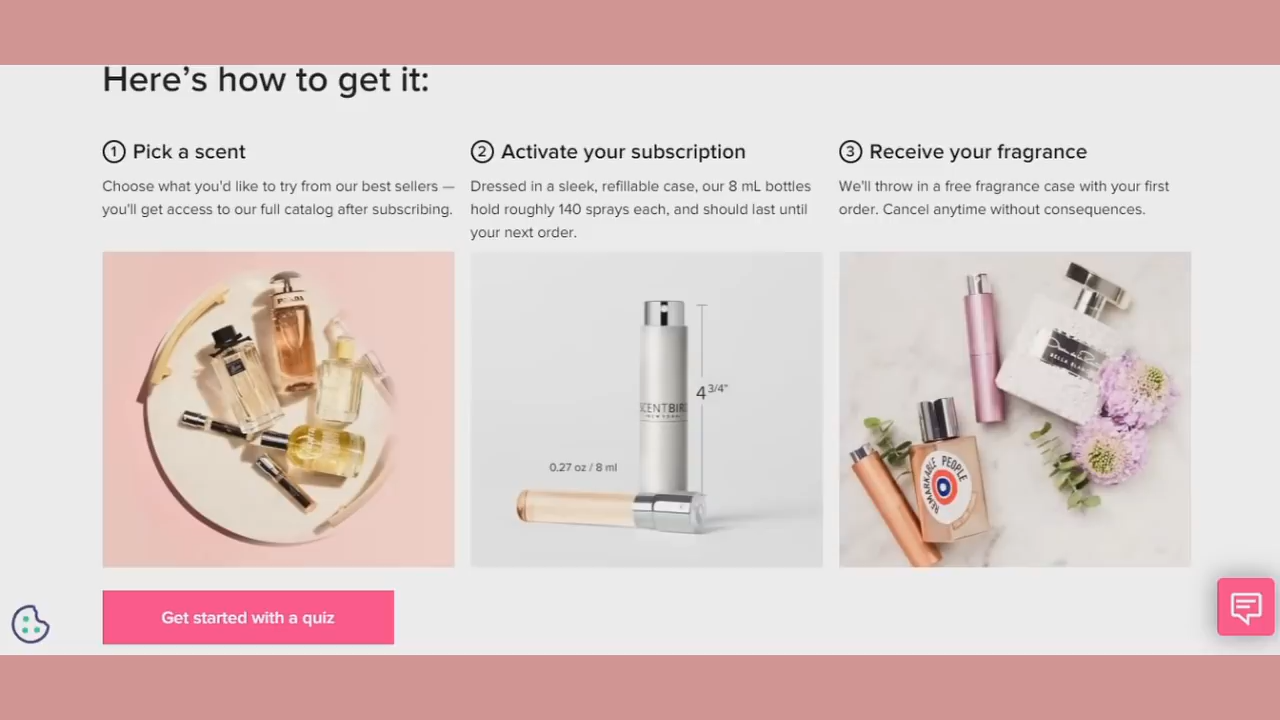 Here's how to get it:
1 Pick a scent
Choose what you'd like to try from our best sellers —
you'll get access to our full catalog after subscribing.
2 Activate your subscription
Dressed in a sleek, refillable case, our 8 mL bottles
hold roughly 140 sprays each, and should last until
your next order.
3 Receive your fragrance
We'll throw in a free fragrance case with your first
order. Cancel anytime without consequences.
PRADA
4 3/4"
SCENTBIRD
NEW YORK
0.27 oz / 8 ml
BELLA BLANCA
REMARKABLE PEOPLE
Get started with a quiz